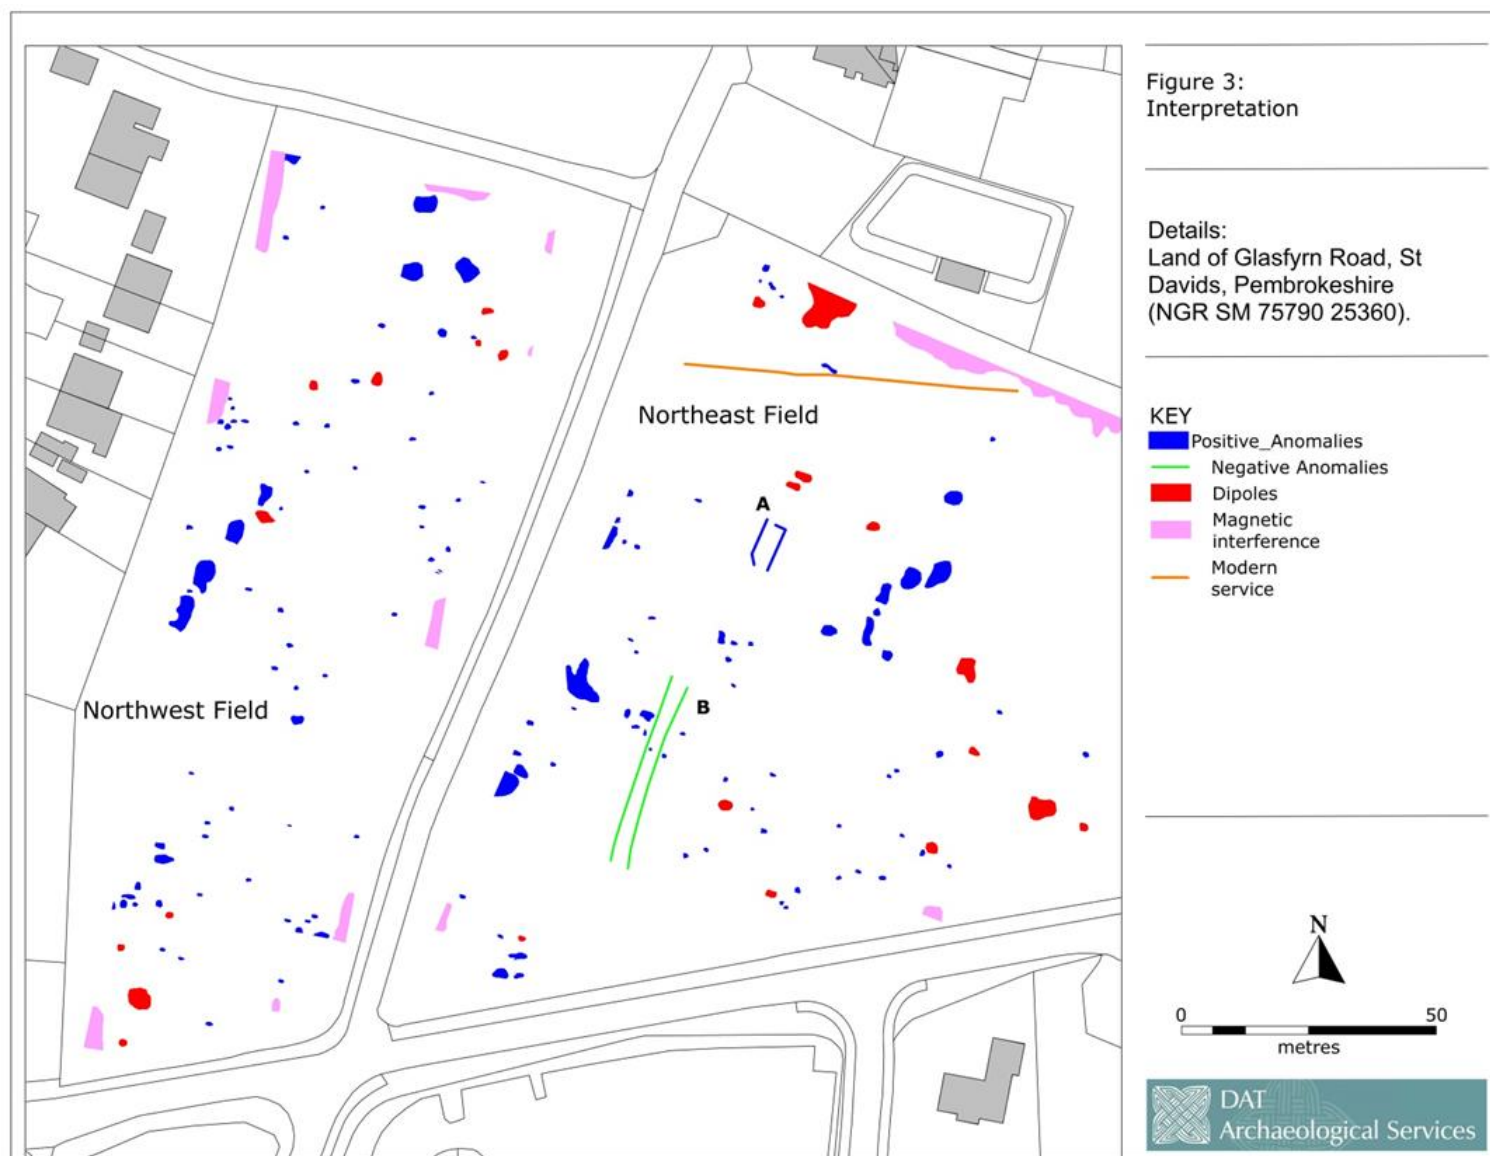 Figure 3:
Interpretation
Details:
Land of Glasfyrn Road, St
Davids, Pembrokeshire
(NGR SM 75790 25360).
KEY
Positive_Anomalies
Negative Anomalies
Dipoles
Magnetic
interference
Modern
service
Northeast Field
A
B
Northwest Field
N
0 50
metres
DAT
Archaeological Services